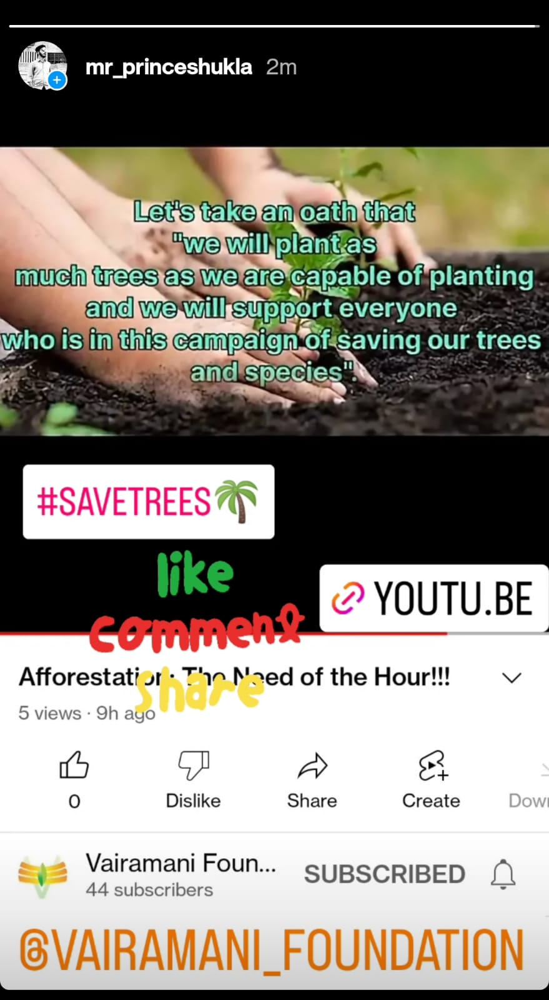 mr_princeshukla 2m
Let's take an oath that
"we will plant as
much trees as we are capable of planting
and we will support everyone
who is in this campaign of saving our trees
and species".
#SAVETREES🌴
like
YOUTU.BE
comment
Afforestation: The Need of the Hour!!!
share
5 views · 9h ago
0 Dislike Share Create Down
Vairamani Foun...
SUBSCRIBED
44 subscribers
@VAIRAMANI_FOUNDATION